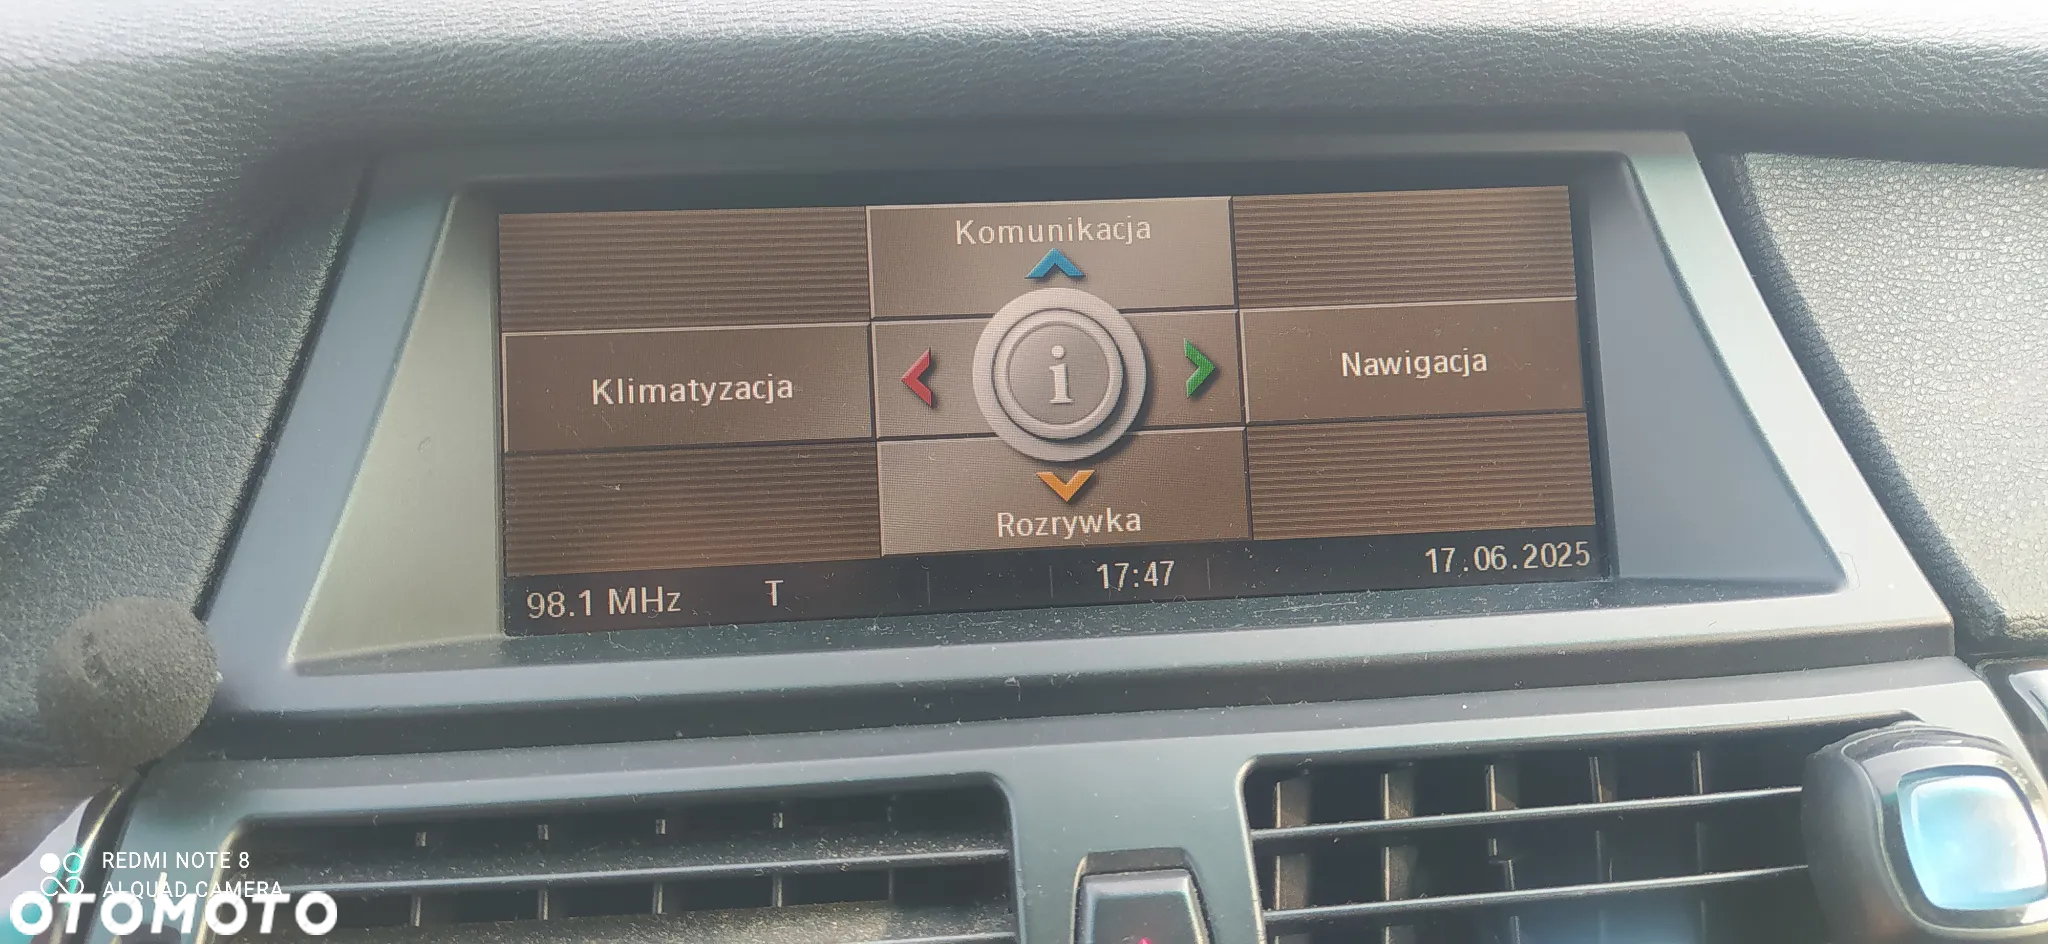 Komunikacja
Klimatyzacja
i
Nawigacja
Rozrywka
98.1 MHz T 17:47 17.06.2025
REDMI NOTE 8
AI QUAD CAMERA
OTOMOTO